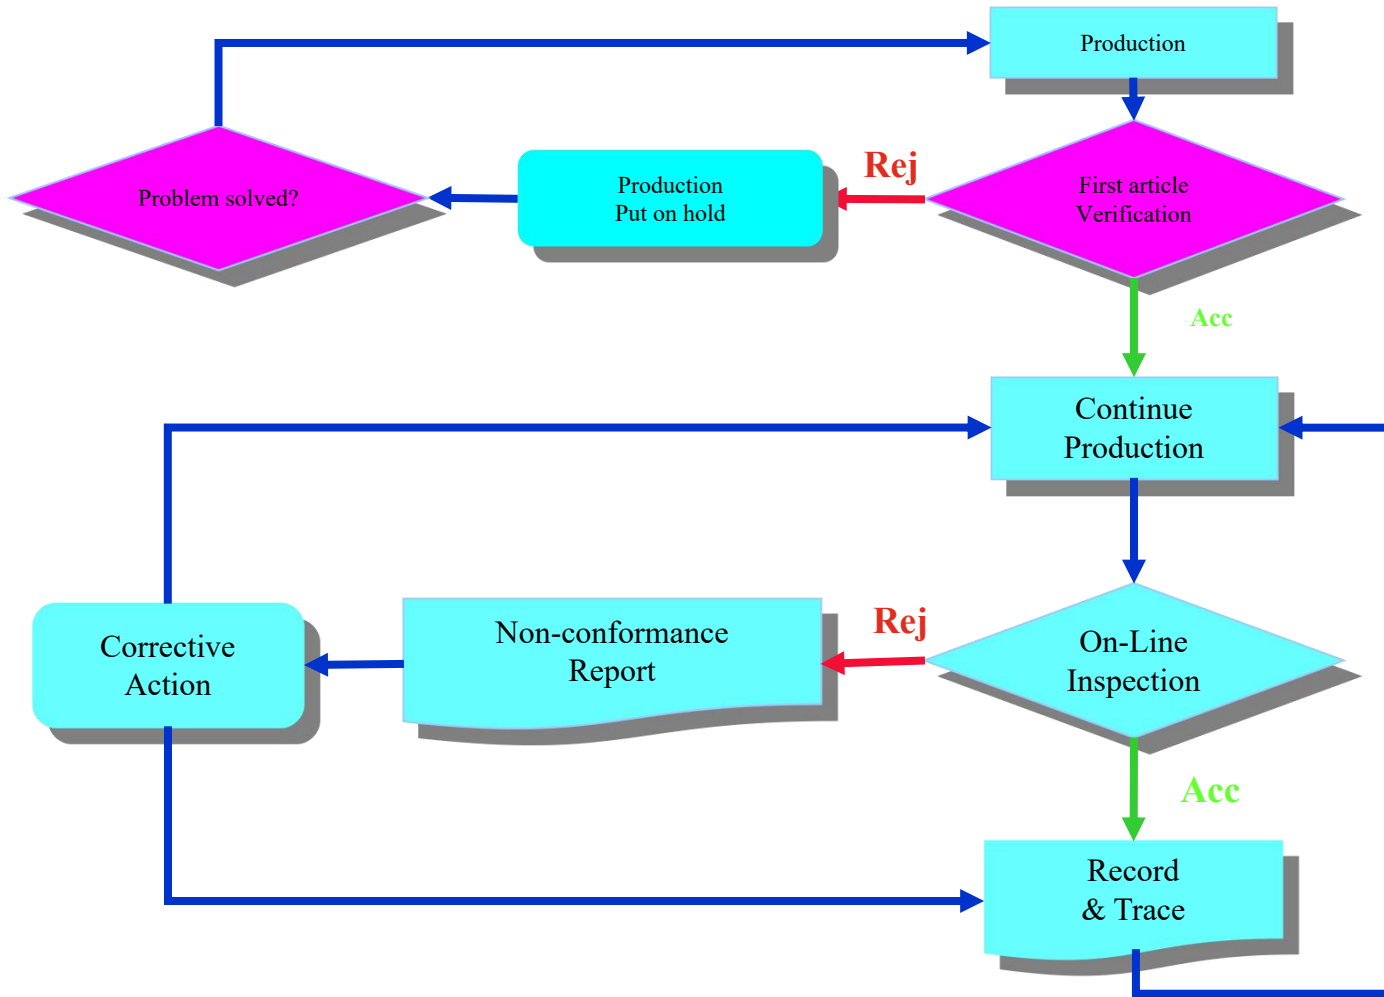 Production
Problem solved?
Production
Put on hold
Rej
First article
Verification
Acc
Continue
Production
Corrective
Action
Non-conformance
Report
Rej
On-Line
Inspection
Acc
Record
& Trace